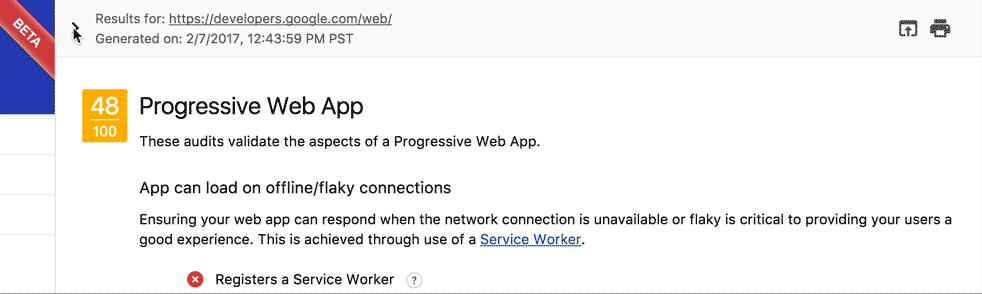 BETA
Results for: https://developers.google.com/web/
Generated on: 2/7/2017, 12:43:59 PM PST
48
100
Progressive Web App
These audits validate the aspects of a Progressive Web App.
App can load on offline/flaky connections
Ensuring your web app can respond when the network connection is unavailable or flaky is critical to providing your users a
good experience. This is achieved through use of a Service Worker.
Registers a Service Worker ?